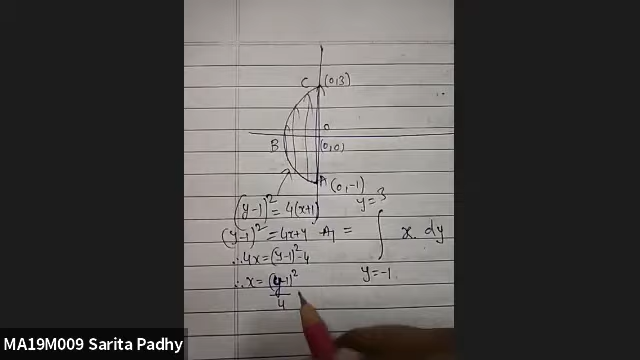 C (0,3)
O
B (0,0)
A (0,-1)
(y-1)² = 4(x+1) y=3
(y-1)² = 4x+4 A₁ = ∫ x dy
∴ 4x = (y-1)²-4
y=-1
∴ x = (y-1)²
4
MA19M009 Sarita Padhy